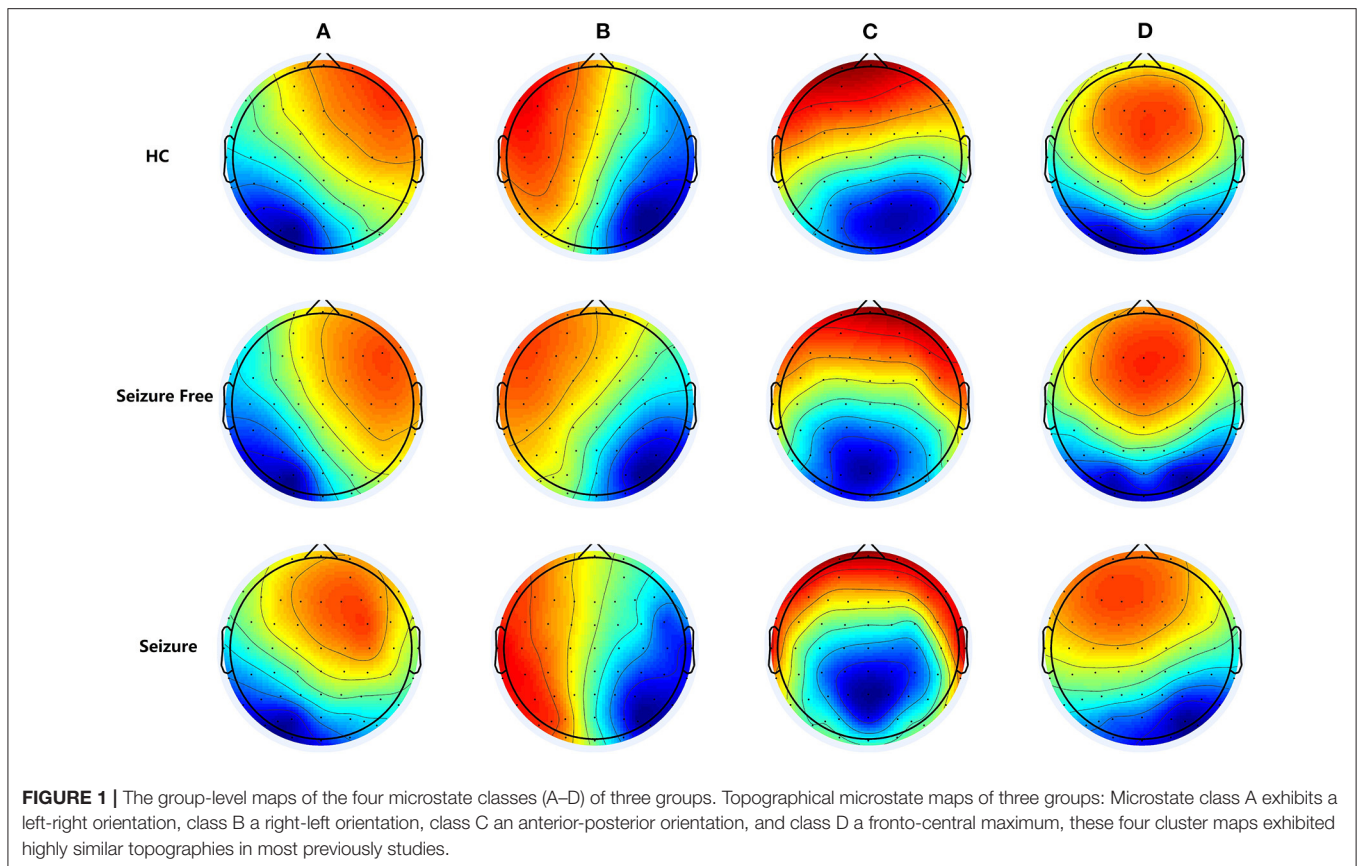 A B C D
HC
Seizure Free
Seizure
FIGURE 1 | The group-level maps of the four microstate classes (A–D) of three groups. Topographical microstate maps of three groups: Microstate class A exhibits a
left-right orientation, class B a right-left orientation, class C an anterior-posterior orientation, and class D a fronto-central maximum, these four cluster maps exhibited
highly similar topographies in most previously studies.